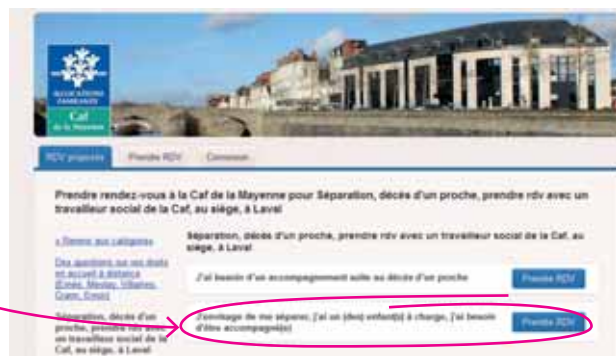 ALLOCATIONS
FAMILIALES
Caf
de la Mayenne
RDV proposés
Prendre RDV
Connexion
Prendre rendez-vous à la Caf de la Mayenne pour Séparation, décès d'un proche, prendre rdv avec un
travailleur social de la Caf, au siège, à Laval
« Revenir aux catégories
Des questions sur vos droits
en accueil à distance
(Ernée, Meslay, Villaines,
Craon, Evron)
Séparation, décès d'un
proche, prendre rdv avec
un travailleur social de la
Caf, au siège, à Laval
Séparation, décès d'un proche, prendre rdv avec un travailleur social de la Caf, au
siège, à Laval
J'ai besoin d'un accompagnement suite au décès d'un proche
Prendre RDV
J'envisage de me séparer, j'ai un (des) enfant(s) à charge, j'ai besoin
d'être accompagné(e)
Prendre RDV